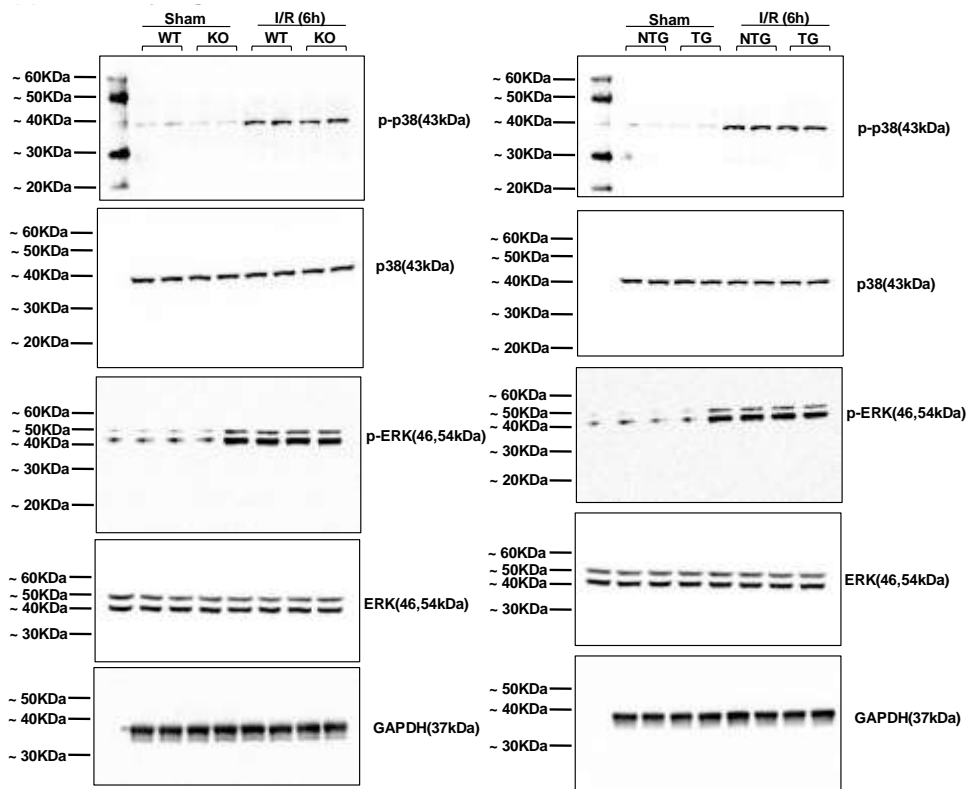 Sham I/R (6h)
WT KO WT KO
~ 60KDa
~ 50KDa
~ 40KDa
~ 30KDa
~ 20KDa
p-p38(43kDa)
~ 60KDa
~ 50KDa
~ 40KDa
~ 30KDa
~ 20KDa
p38(43kDa)
~ 60KDa
~ 50KDa
~ 40KDa
~ 30KDa
~ 20KDa
p-ERK(46,54kDa)
~ 60KDa
~ 50KDa
~ 40KDa
~ 30KDa
ERK(46,54kDa)
~ 50KDa
~ 40KDa
~ 30KDa
GAPDH(37kDa)
Sham I/R (6h)
NTG TG NTG TG
~ 60KDa
~ 50KDa
~ 40KDa
~ 30KDa
~ 20KDa
p-p38(43kDa)
~ 60KDa
~ 50KDa
~ 40KDa
~ 30KDa
~ 20KDa
p38(43kDa)
~ 60KDa
~ 50KDa
~ 40KDa
~ 30KDa
~ 20KDa
p-ERK(46,54kDa)
~ 60KDa
~ 50KDa
~ 40KDa
~ 30KDa
ERK(46,54kDa)
~ 50KDa
~ 40KDa
~ 30KDa
GAPDH(37kDa)